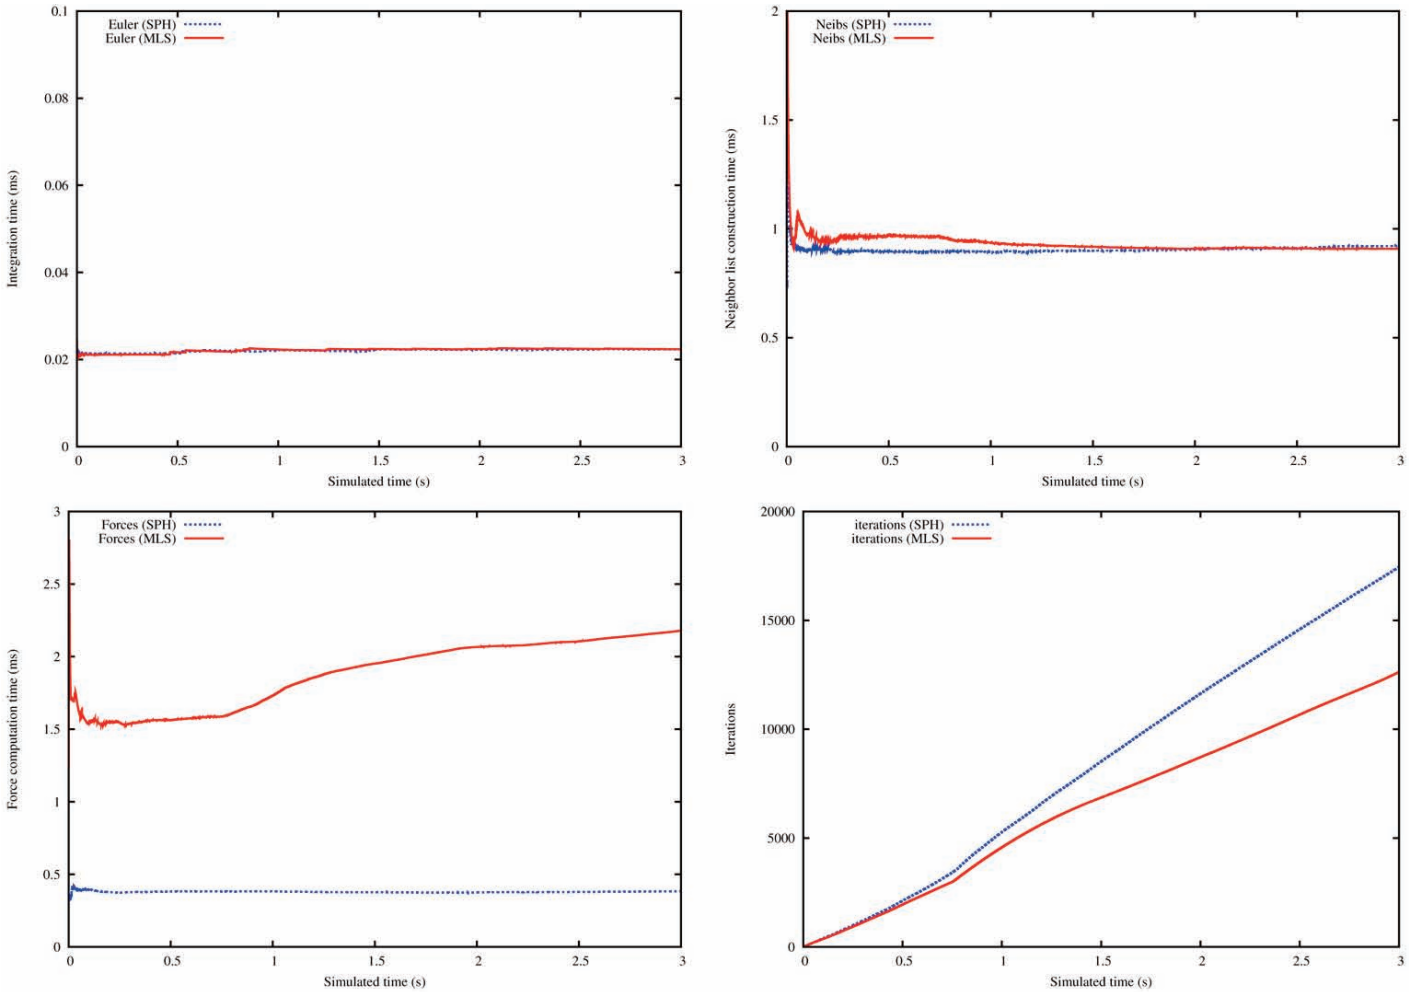 Euler (SPH)
Euler (MLS)
0.1
0.08
0.06
0.04
0.02
0
Integration time (ms)
0 0.5 1 1.5 2 2.5 3
Simulated time (s)
Neibs (SPH)
Neibs (MLS)
2
1.5
1
0.5
0
Neighbor list construction time (ms)
0 0.5 1 1.5 2 2.5 3
Simulated time (s)
Forces (SPH)
Forces (MLS)
3
2.5
2
1.5
1
0.5
0
Force computation time (ms)
0 0.5 1 1.5 2 2.5 3
Simulated time (s)
iterations (SPH)
iterations (MLS)
20000
15000
10000
5000
0
Iterations
0 0.5 1 1.5 2 2.5 3
Simulated time (s)